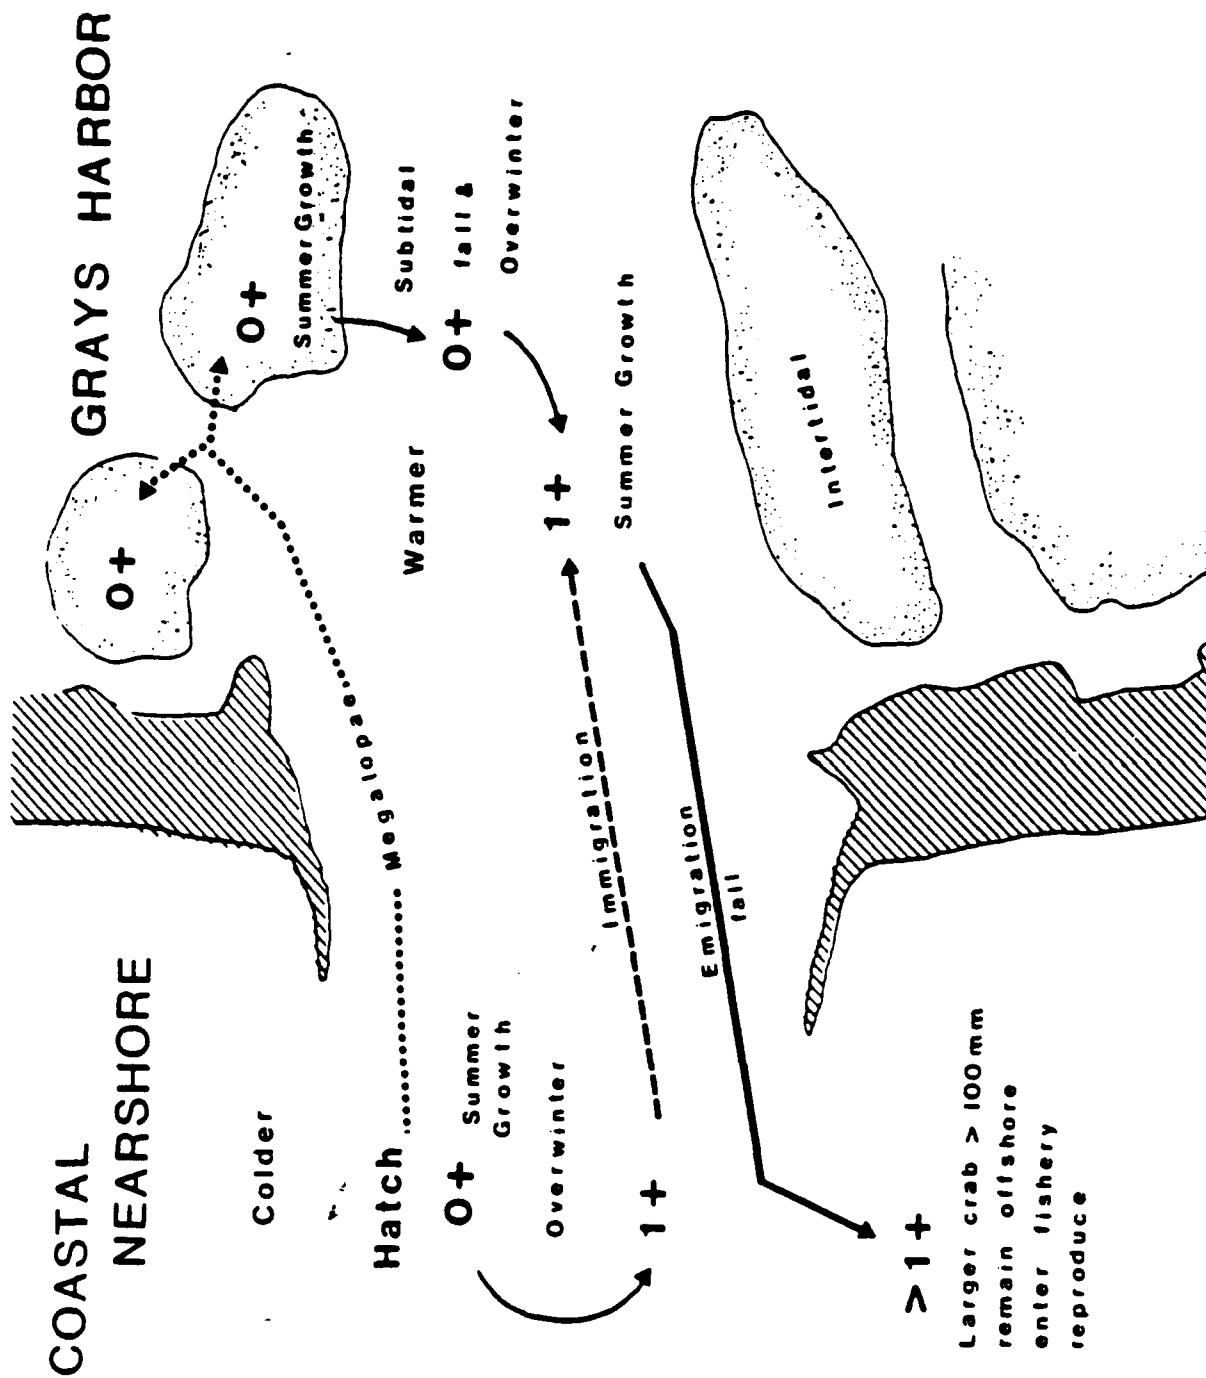 COASTAL
NEARSHORE
GRAYS HARBOR
0+
0+
Summer Growth
Colder
Hatch
Megalopae
Warmer
Subtidal
0+ fall &
Overwinter
0+ Summer
Growth
Overwinter
1+
Immigration
1+
Summer Growth
Emigration
fall
Intertidal
>1+
Larger crab > 100mm
remain offshore
enter fishery
reproduce